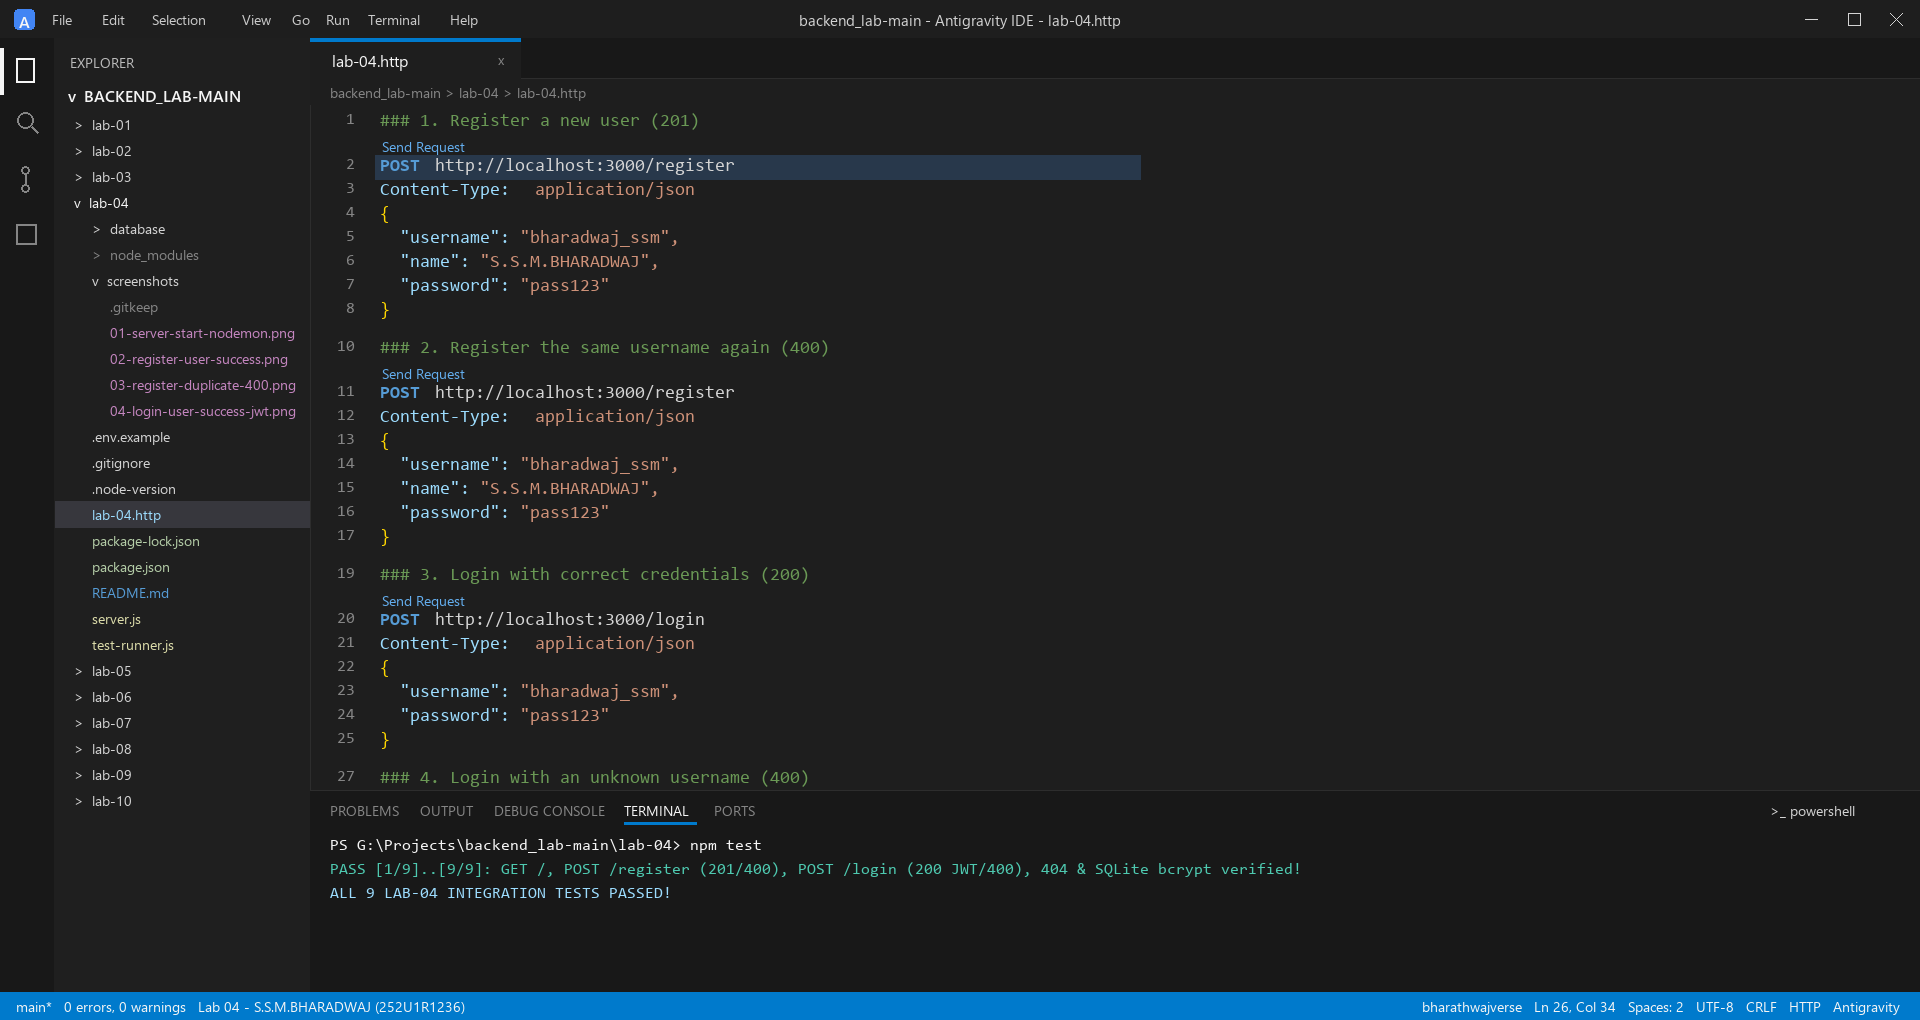 A File Edit Selection View Go Run Terminal Help
backend_lab-main - Antigravity IDE - lab-04.http
EXPLORER
v BACKEND_LAB-MAIN
> lab-01
> lab-02
> lab-03
v lab-04
> database
> node_modules
v screenshots
.gitkeep
01-server-start-nodemon.png
02-register-user-success.png
03-register-duplicate-400.png
04-login-user-success-jwt.png
.env.example
.gitignore
.node-version
lab-04.http
package-lock.json
package.json
README.md
server.js
test-runner.js
> lab-05
> lab-06
> lab-07
> lab-08
> lab-09
> lab-10
lab-04.http x
backend_lab-main > lab-04 > lab-04.http
1 ### 1. Register a new user (201)
Send Request
2 POST http://localhost:3000/register
3 Content-Type: application/json
4 {
5 "username": "bharadwaj_ssm",
6 "name": "S.S.M.BHARADWAJ",
7 "password": "pass123"
8 }
10 ### 2. Register the same username again (400)
Send Request
11 POST http://localhost:3000/register
12 Content-Type: application/json
13 {
14 "username": "bharadwaj_ssm",
15 "name": "S.S.M.BHARADWAJ",
16 "password": "pass123"
17 }
19 ### 3. Login with correct credentials (200)
Send Request
20 POST http://localhost:3000/login
21 Content-Type: application/json
22 {
23 "username": "bharadwaj_ssm",
24 "password": "pass123"
25 }
27 ### 4. Login with an unknown username (400)
PROBLEMS OUTPUT DEBUG CONSOLE TERMINAL PORTS
>_ powershell
PS G:\Projects\backend_lab-main\lab-04> npm test
PASS [1/9]..[9/9]: GET /, POST /register (201/400), POST /login (200 JWT/400), 404 & SQLite bcrypt verified!
ALL 9 LAB-04 INTEGRATION TESTS PASSED!
main* 0 errors, 0 warnings Lab 04 - S.S.M.BHARADWAJ (252U1R1236)
bharathwajverse Ln 26, Col 34 Spaces: 2 UTF-8 CRLF HTTP Antigravity